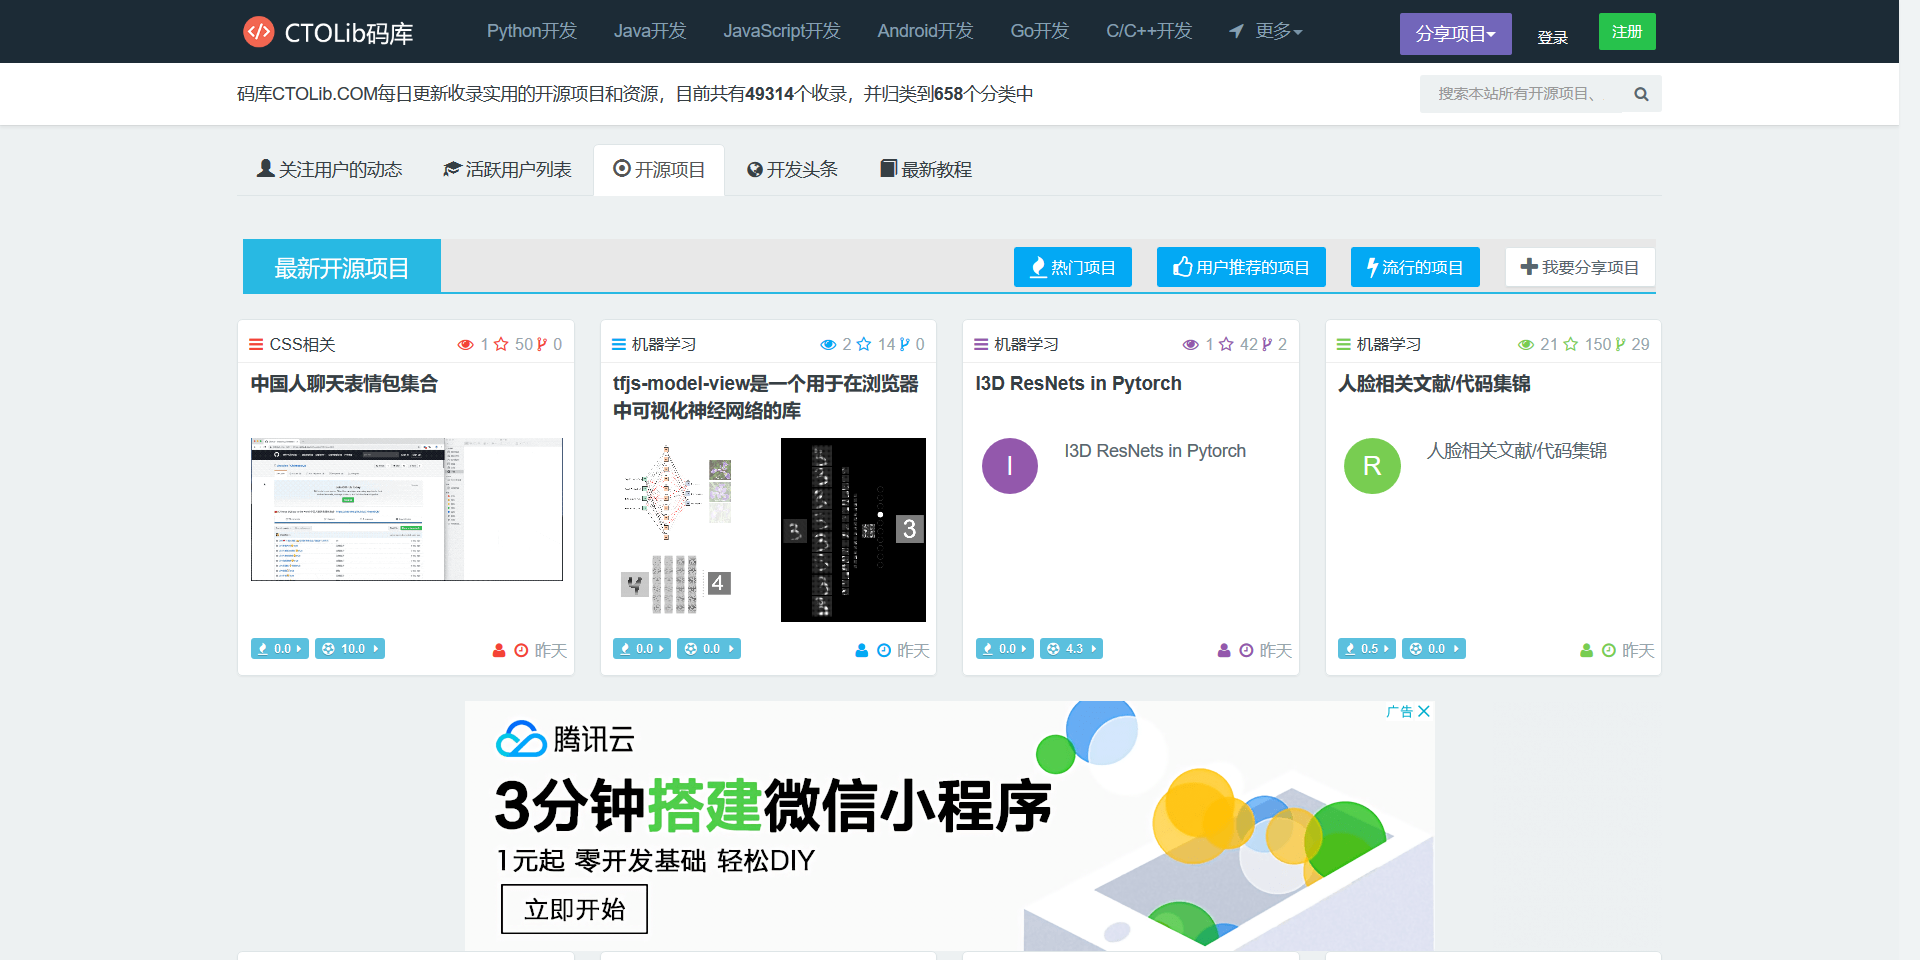 CTOLib码库 Python开发 Java开发 JavaScript开发 Android开发 Go开发 C/C++开发 更多 分享项目 登录 注册
码库CTOLib.COM每日更新收录实用的开源项目和资源，目前共有49314个收录，并归类到658个分类中
搜索本站所有开源项目、
关注用户的动态 活跃用户列表 开源项目 开发头条 最新教程
最新开源项目 热门项目 用户推荐的项目 流行的项目 我要分享项目
CSS相关 1 50 0
中国人聊天表情包集合
0.0 10.0 昨天
机器学习 2 14 0
tfjs-model-view是一个用于在浏览器
中可视化神经网络的库
3
3
4
4
0.0 0.0 昨天
机器学习 1 42 2
I3D ResNets in Pytorch
I I3D ResNets in Pytorch
0.0 4.3 昨天
机器学习 21 150 29
人脸相关文献/代码集锦
R 人脸相关文献/代码集锦
0.5 0.0 昨天
广告
腾讯云
3分钟搭建微信小程序
1元起 零开发基础 轻松DIY
立即开始